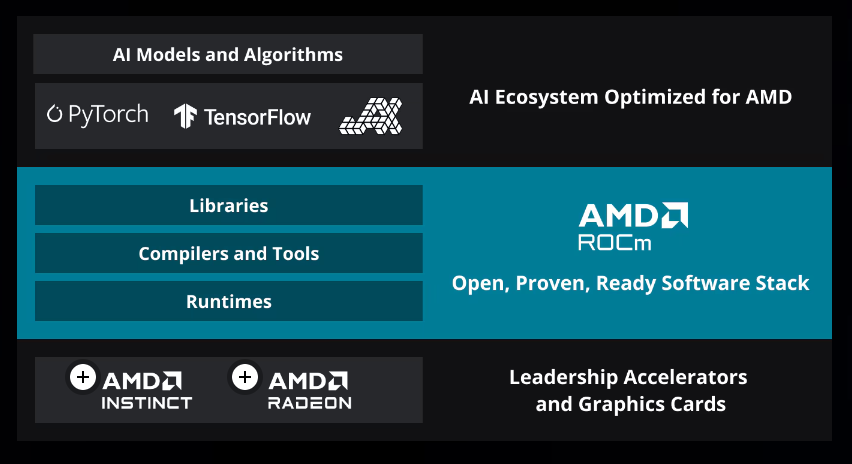 AI Models and Algorithms
PyTorch
TensorFlow
AI Ecosystem Optimized for AMD
Libraries
Compilers and Tools
Runtimes
AMD
ROCm
Open, Proven, Ready Software Stack
AMD
INSTINCT
AMD
RADEON
Leadership Accelerators
and Graphics Cards